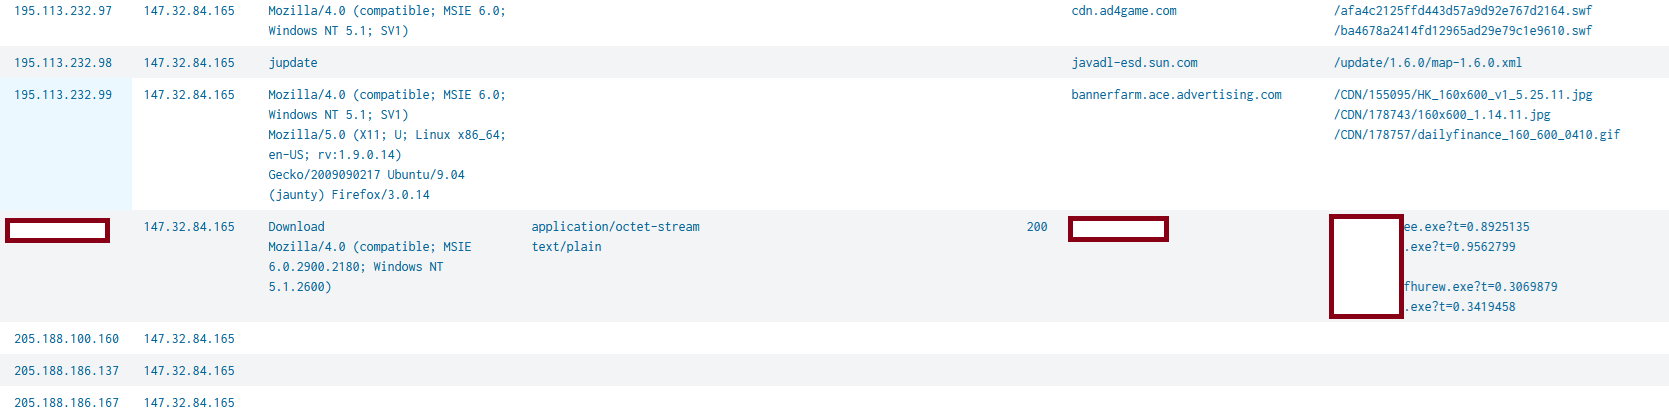 195.113.232.97 147.32.84.165 Mozilla/4.0 (compatible; MSIE 6.0; cdn.ad4game.com /afa4c2125ffd443d57a9d92e767d2164.swf
Windows NT 5.1; SV1) /ba4678a2414fd12965ad29e79c1e9610.swf
195.113.232.98 147.32.84.165 jupdate javadl-esd.sun.com /update/1.6.0/map-1.6.0.xml
195.113.232.99 147.32.84.165 Mozilla/4.0 (compatible; MSIE 6.0; bannerfarm.ace.advertising.com /CDN/155095/HK_160x600_v1_5.25.11.jpg
Windows NT 5.1; SV1) /CDN/178743/160x600_1.14.11.jpg
Mozilla/5.0 (X11; U; Linux x86_64; /CDN/178757/dailyfinance_160_600_0410.gif
en-US; rv:1.9.0.14)
Gecko/2009090217 Ubuntu/9.04
(jaunty) Firefox/3.0.14
147.32.84.165 Download application/octet-stream 200 ee.exe?t=0.8925135
Mozilla/4.0 (compatible; MSIE text/plain .exe?t=0.9562799
6.0.2900.2180; Windows NT
5.1.2600) fhurew.exe?t=0.3069879
.exe?t=0.3419458
205.188.100.160 147.32.84.165
205.188.186.137 147.32.84.165
205.188.186.167 147.32.84.165